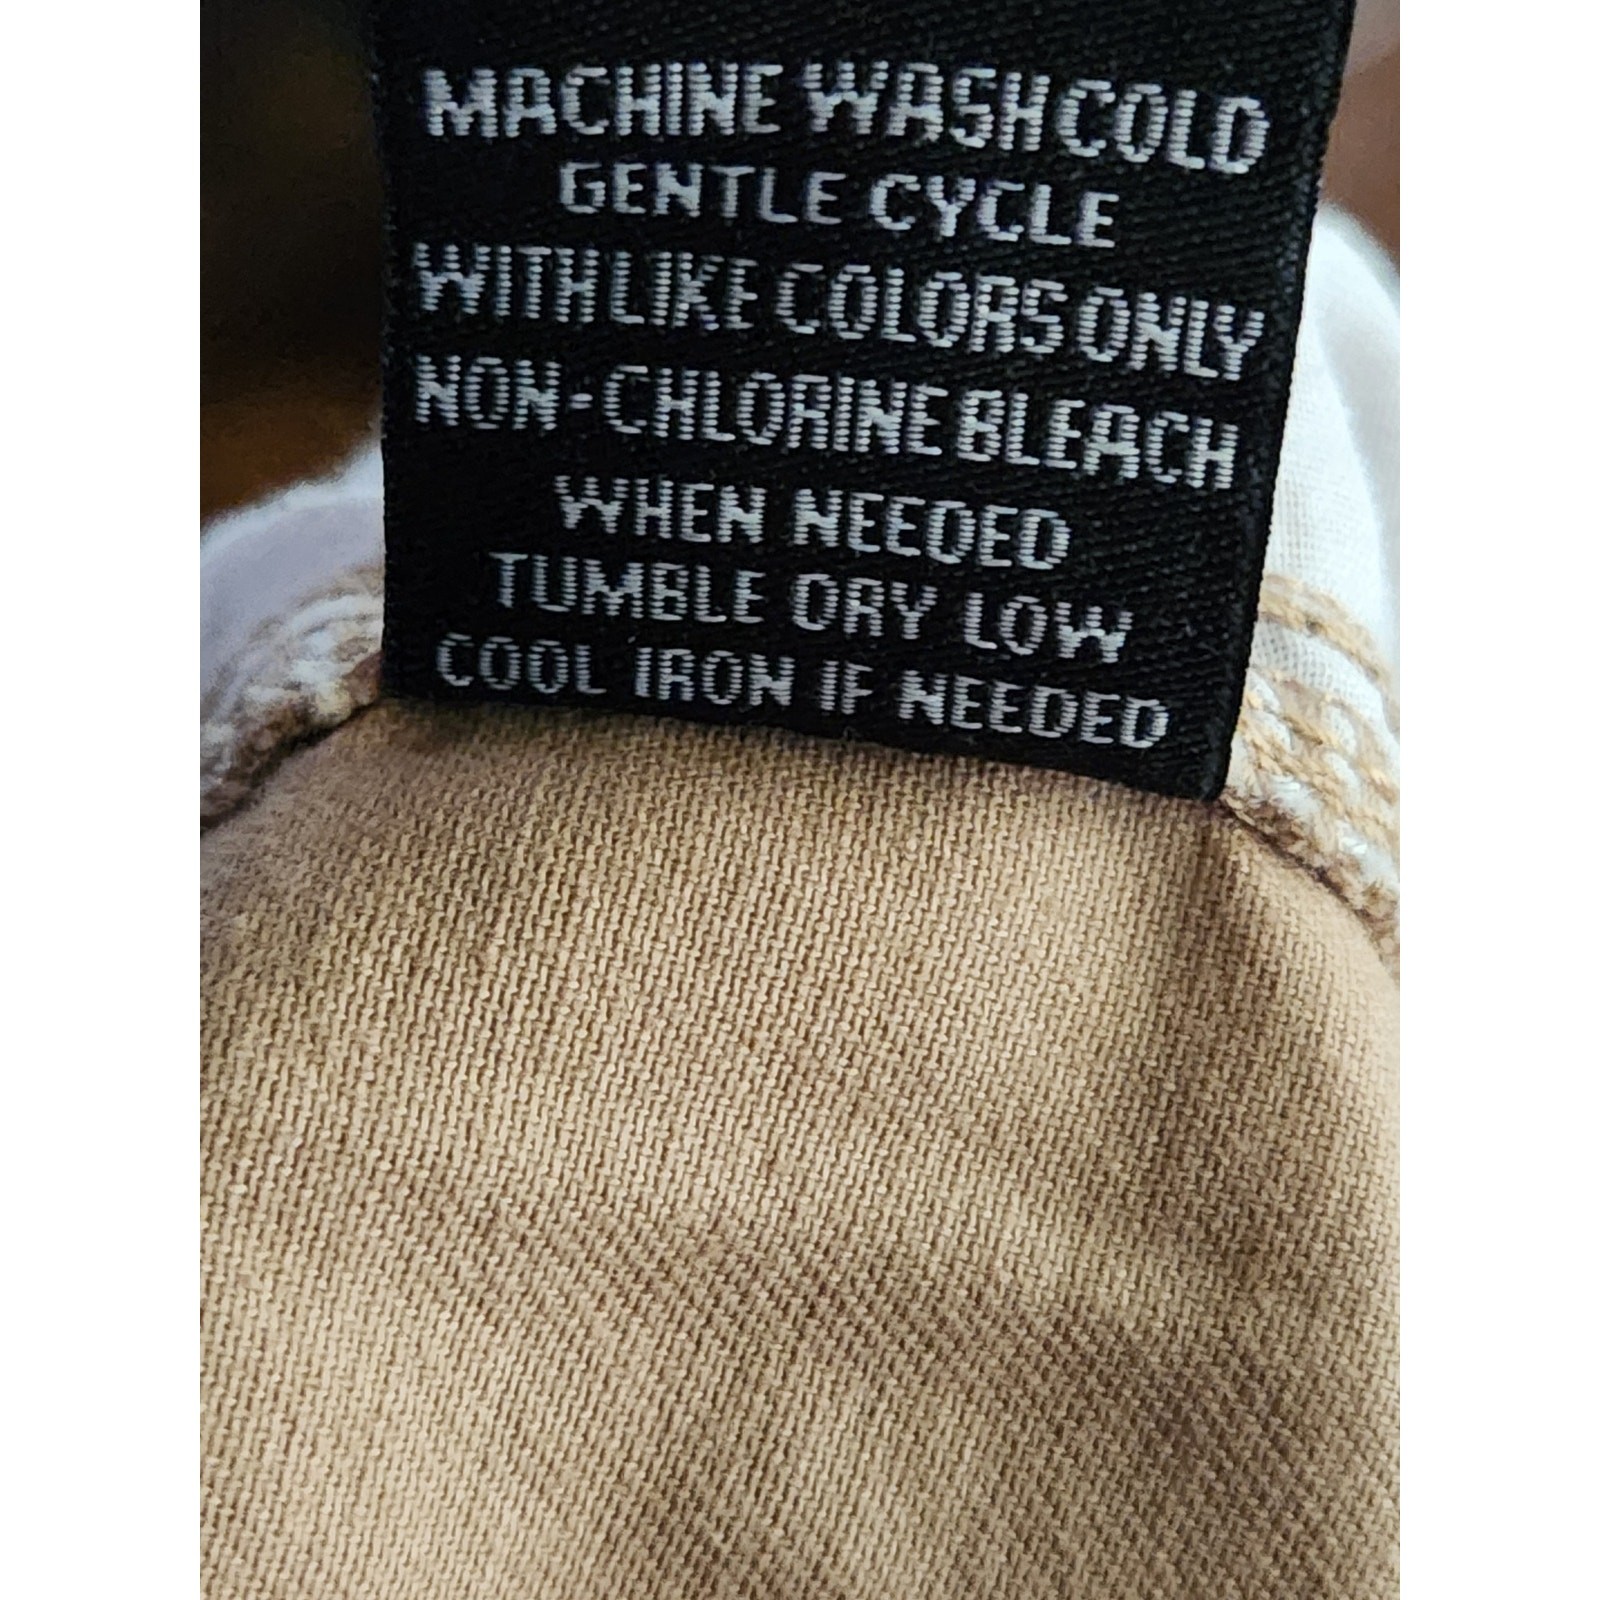 MACHINE WASH COLD
GENTLE CYCLE
WITH LIKE COLORS ONLY
NON-CHLORINE BLEACH
WHEN NEEDED
TUMBLE DRY LOW
COOL IRON IF NEEDED